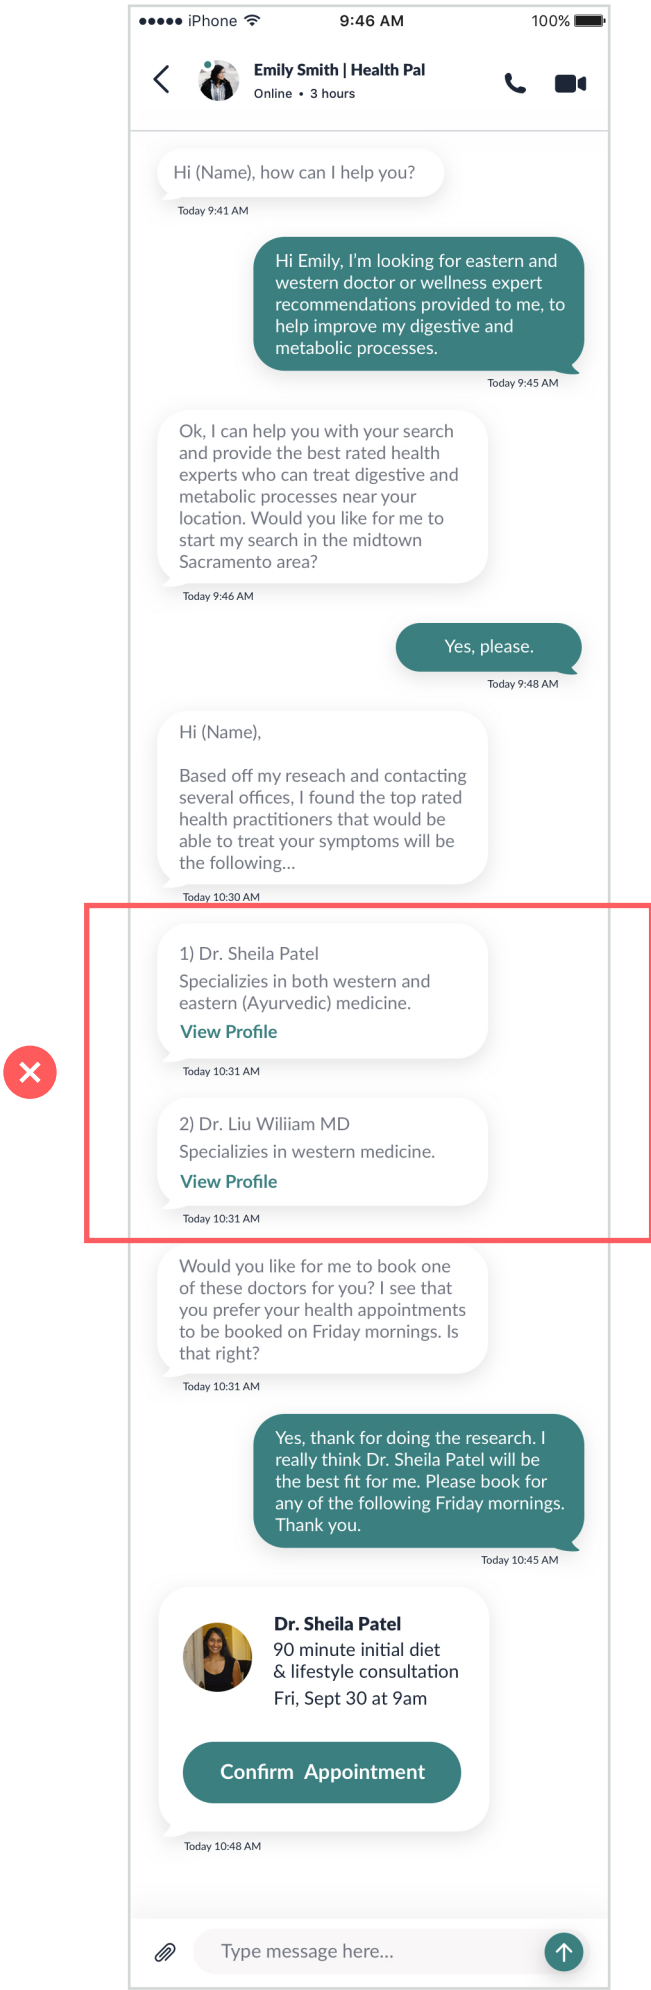 iPhone 9:46 AM 100%
Emily Smith | Health Pal
Online • 3 hours
Hi (Name), how can I help you?
Today 9:41 AM
Hi Emily, I'm looking for eastern and
western doctor or wellness expert
recommendations provided to me, to
help improve my digestive and
metabolic processes.
Today 9:45 AM
Ok, I can help you with your search
and provide the best rated health
experts who can treat digestive and
metabolic processes near your
location. Would you like for me to
start my search in the midtown
Sacramento area?
Today 9:46 AM
Yes, please.
Today 9:48 AM
Hi (Name),
Based off my reseach and contacting
several offices, I found the top rated
health practitioners that would be
able to treat your symptoms will be
the following...
Today 10:30 AM
1) Dr. Sheila Patel
Specializies in both western and
eastern (Ayurvedic) medicine.
View Profile
Today 10:31 AM
2) Dr. Liu Wiliiam MD
Specializies in western medicine.
View Profile
Today 10:31 AM
Would you like for me to book one
of these doctors for you? I see that
you prefer your health appointments
to be booked on Friday mornings. Is
that right?
Today 10:31 AM
Yes, thank for doing the research. I
really think Dr. Sheila Patel will be
the best fit for me. Please book for
any of the following Friday mornings.
Thank you.
Today 10:45 AM
Dr. Sheila Patel
90 minute initial diet
& lifestyle consultation
Fri, Sept 30 at 9am
Confirm Appointment
Today 10:48 AM
Type message here...